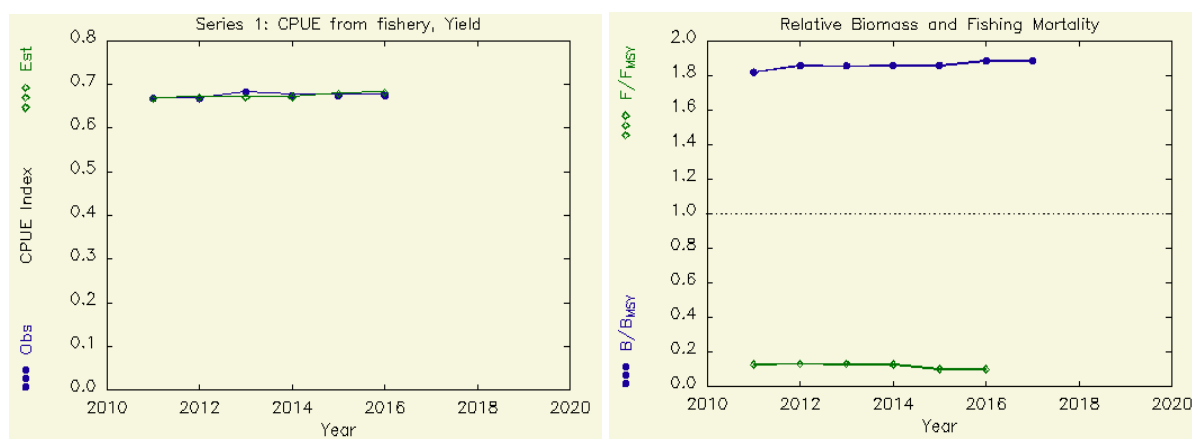 Series 1: CPUE from fishery, Yield
Obs CPUE Index Est
0.8
0.7
0.6
0.5
0.4
0.3
0.2
0.1
0.0
2010 2012 2014 2016 2018 2020
Year
Relative Biomass and Fishing Mortality
B/BMSY F/FMSY
2.0
1.8
1.6
1.4
1.2
1.0
0.8
0.6
0.4
0.2
0.0
2010 2012 2014 2016 2018 2020
Year